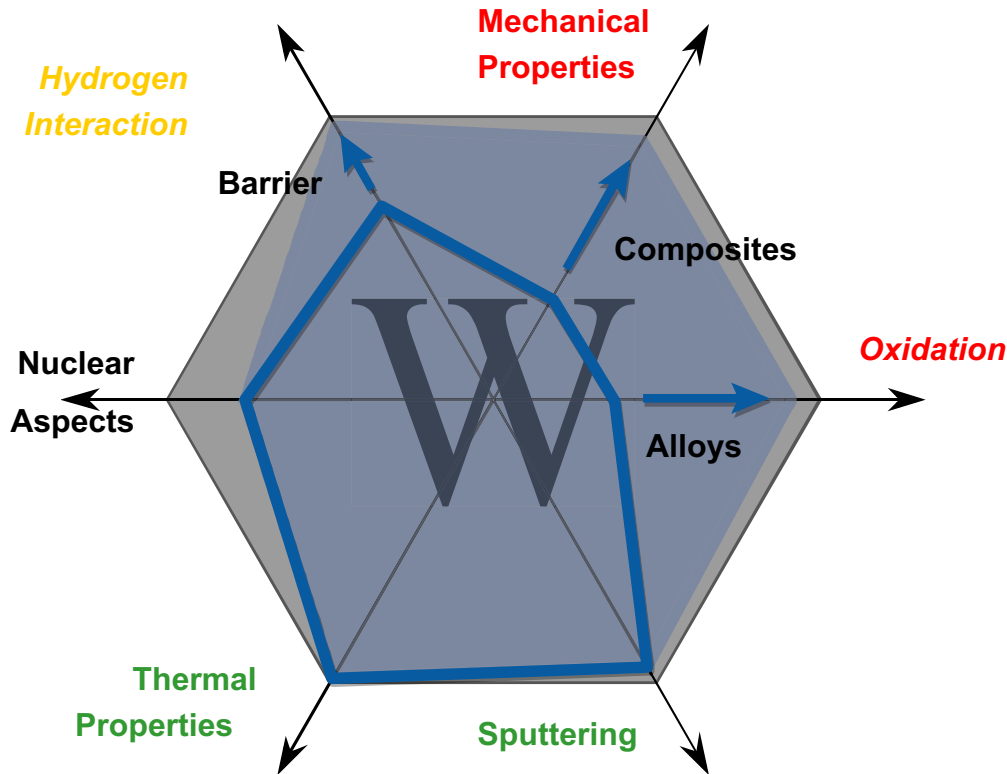 Mechanical
Properties
Hydrogen
Interaction
Barrier
Composites
W
Oxidation
Nuclear
Aspects
Alloys
Thermal
Properties
Sputtering